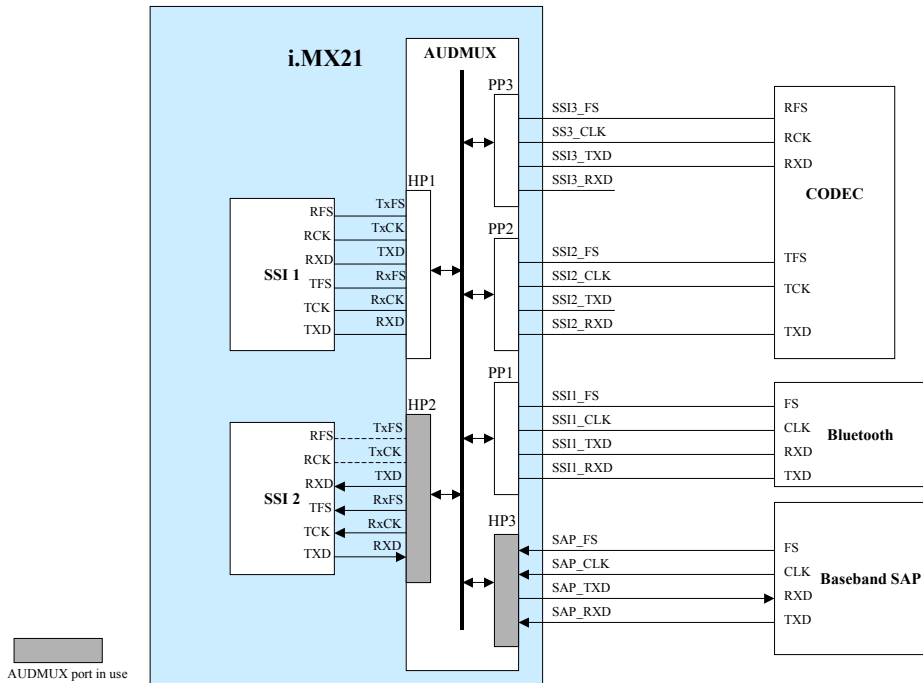 i.MX21
AUDMUX
PP3
SSI3_FS
RFS
SS3_CLK
RCK
SSI3_TXD
RXD
SSI3_RXD
CODEC
HP1
TxFS
RFS
TxCK
RCK
TXD
RXD
SSI 1
RxFS
TFS
RxCK
TCK
RXD
TXD
PP2
SSI2_FS
TFS
SSI2_CLK
TCK
SSI2_TXD
SSI2_RXD
TXD
PP1
SSI1_FS
FS
SSI1_CLK
CLK
Bluetooth
SSI1_TXD
RXD
SSI1_RXD
TXD
HP2
TxFS
RFS
TxCK
RCK
TXD
RXD
SSI 2
RxFS
TFS
RxCK
TCK
RXD
TXD
HP3
SAP_FS
FS
SAP_CLK
CLK
Baseband SAP
SAP_TXD
RXD
SAP_RXD
TXD
AUDMUX port in use